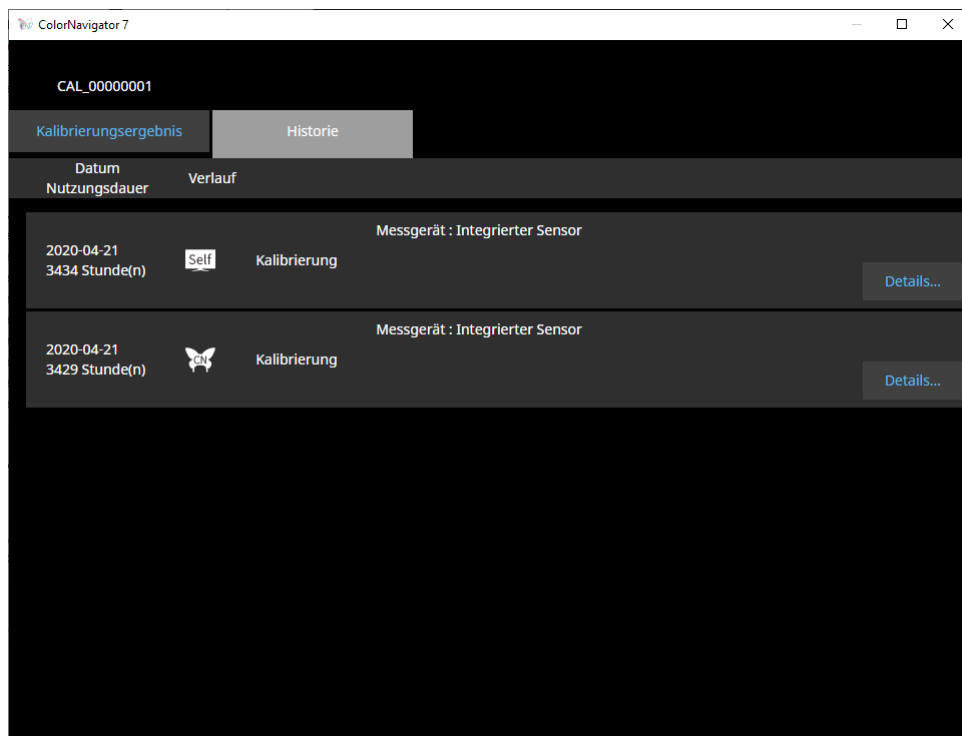 ColorNavigator 7
CAL_00000001
Kalibrierungsergebnis Historie
Datum
Nutzungsdauer
Verlauf
Messgerät : Integrierter Sensor
2020-04-21
3434 Stunde(n)
Self
Kalibrierung
Details...
Messgerät : Integrierter Sensor
2020-04-21
3429 Stunde(n)
CN
Kalibrierung
Details...